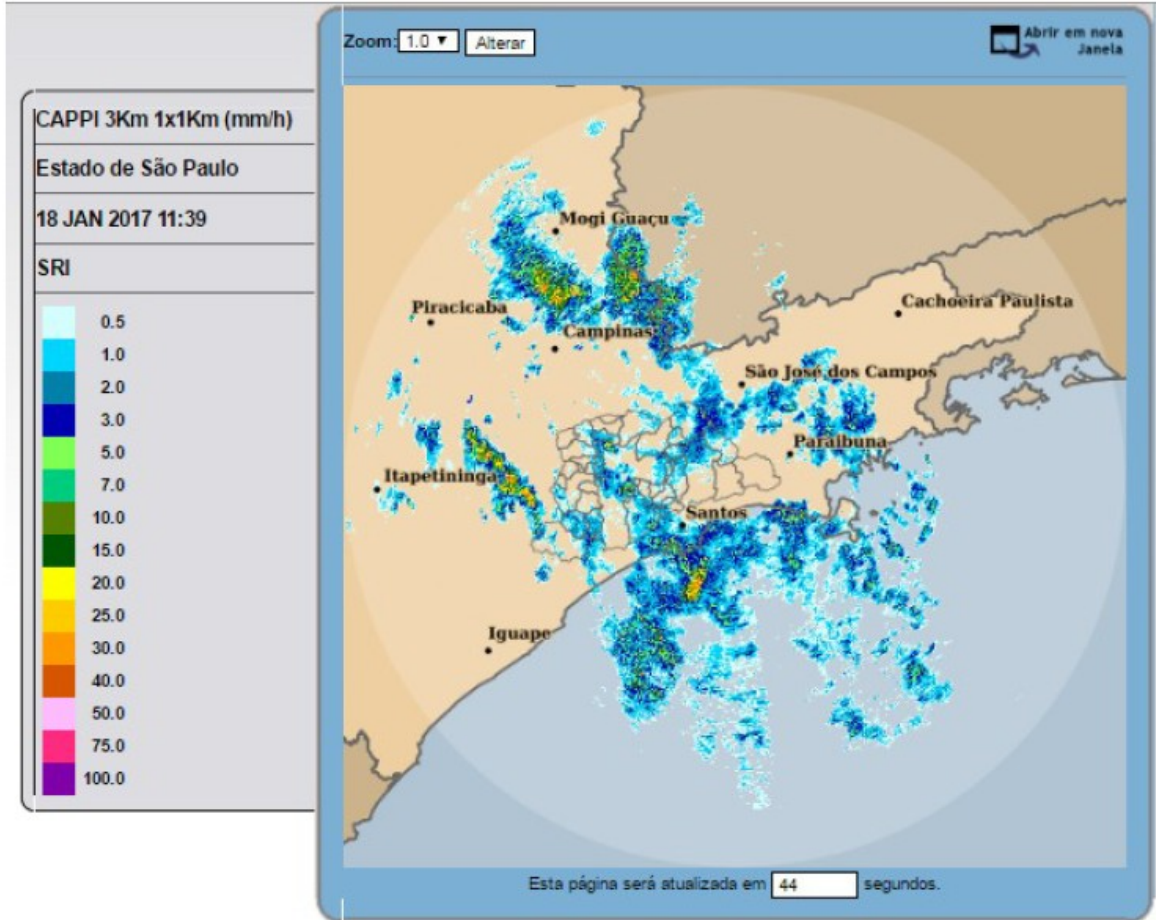 Zoom: 1.0 ▼ Alterar
Abrir em nova
Janela
CAPPI 3Km 1x1Km (mm/h)
Estado de São Paulo
18 JAN 2017 11:39
SRI
0.5
1.0
2.0
3.0
5.0
7.0
10.0
15.0
20.0
25.0
30.0
40.0
50.0
75.0
100.0
Mogi Guaçu
Piracicaba
Cachoeira Paulista
Campinas
São José dos Campos
Paraibuna
Itapetininga
Santos
Iguape
Esta página será atualizada em 44 segundos.